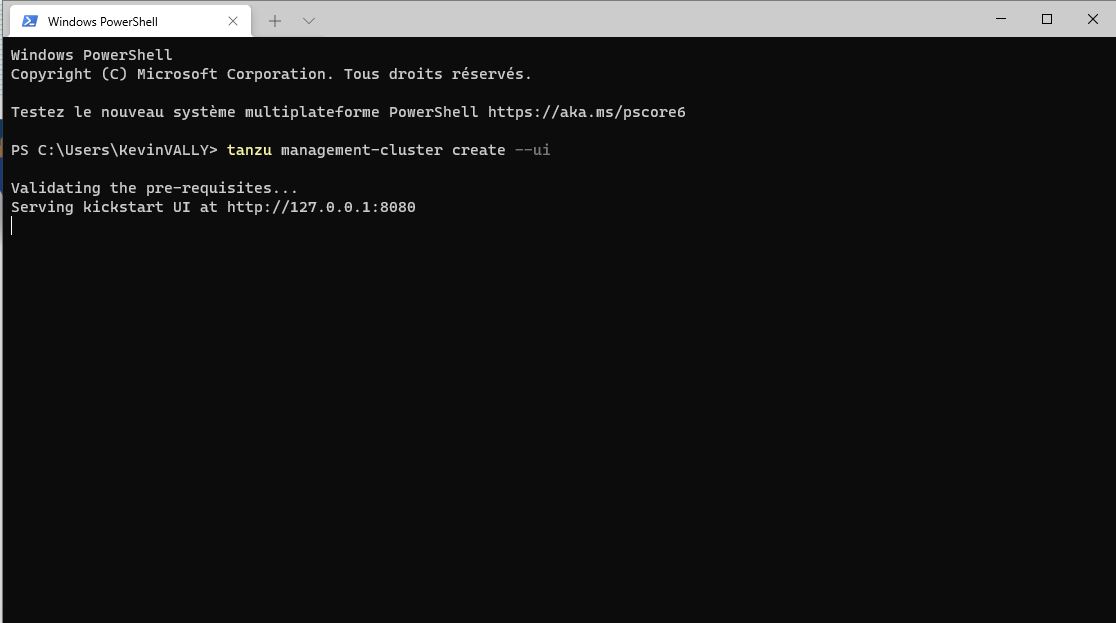 Windows PowerShell
Windows PowerShell
Copyright (C) Microsoft Corporation. Tous droits réservés.
Testez le nouveau système multiplateforme PowerShell https://aka.ms/pscore6
PS C:\Users\KevinVALLY> tanzu management-cluster create --ui
Validating the pre-requisites...
Serving kickstart UI at http://127.0.0.1:8080